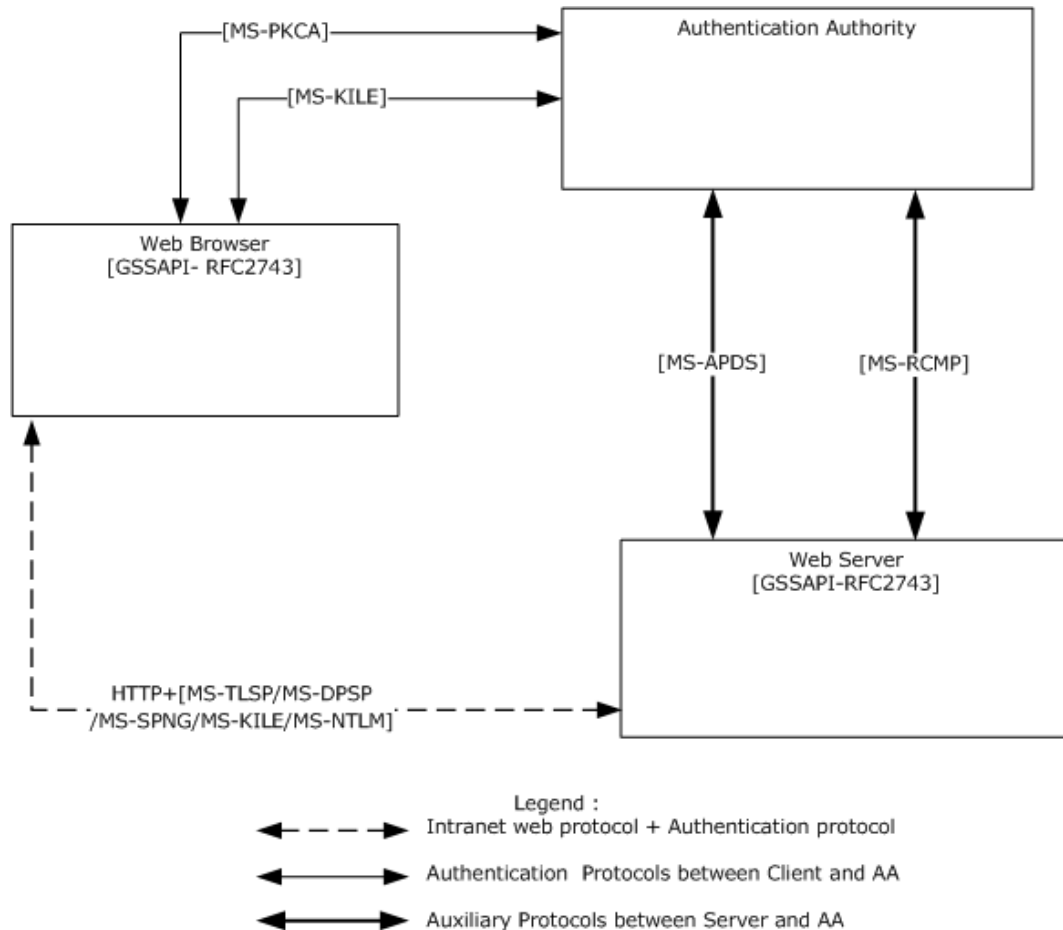 [MS-PKCA]
Authentication Authority
[MS-KILE]
Web Browser
[GSSAPI- RFC2743]
[MS-APDS]
[MS-RCMP]
Web Server
[GSSAPI-RFC2743]
HTTP+[MS-TLSP/MS-DPSP
/MS-SPNG/MS-KILE/MS-NTLM]
Legend :
Intranet web protocol + Authentication protocol
Authentication Protocols between Client and AA
Auxiliary Protocols between Server and AA